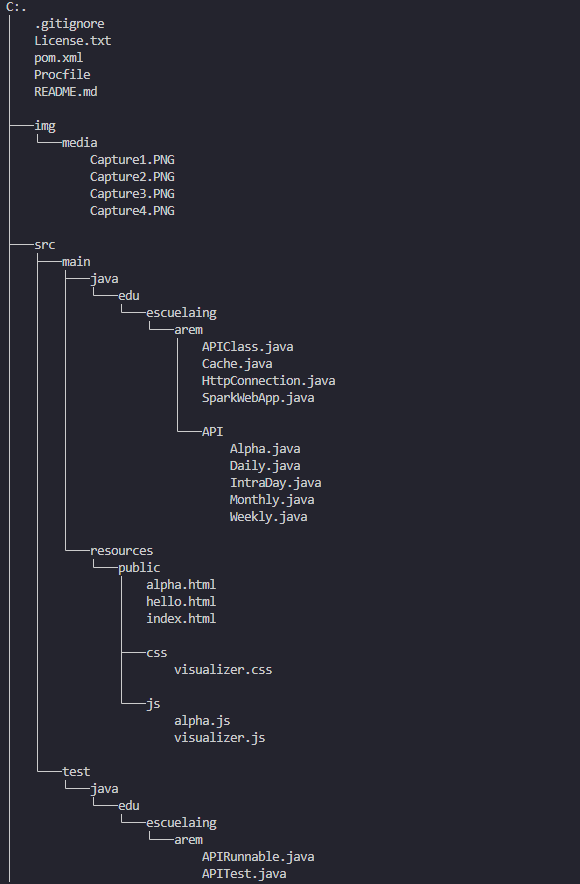 C:.
.gitignore
License.txt
pom.xml
Procfile
README.md
img
media
Capture1.PNG
Capture2.PNG
Capture3.PNG
Capture4.PNG
src
main
java
edu
escuelaing
arem
APIClass.java
Cache.java
HttpConnection.java
SparkWebApp.java
API
Alpha.java
Daily.java
IntraDay.java
Monthly.java
Weekly.java
resources
public
alpha.html
hello.html
index.html
css
visualizer.css
js
alpha.js
visualizer.js
test
java
edu
escuelaing
arem
APIRunnable.java
APITest.java